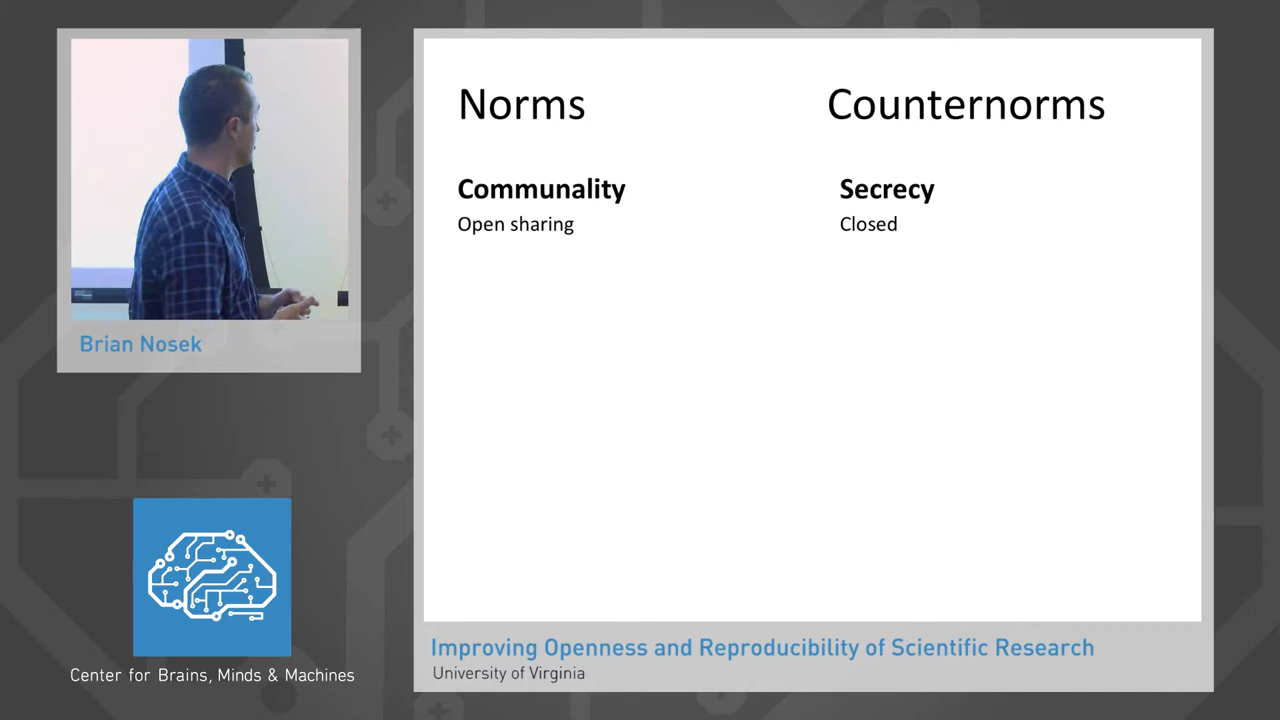 Norms
Counternorms
Communality
Secrecy
Open sharing
Closed
Brian Nosek
Improving Openness and Reproducibility of Scientific Research
University of Virginia
Center for Brains, Minds & Machines